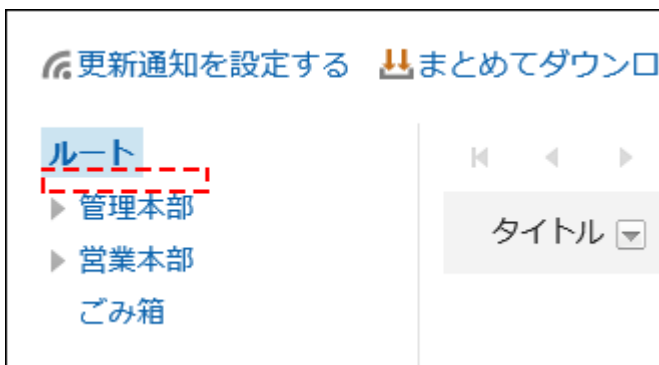 更新通知を設定する まとめてダウンロ
ルート
管理本部
営業本部
ごみ箱
タイトル